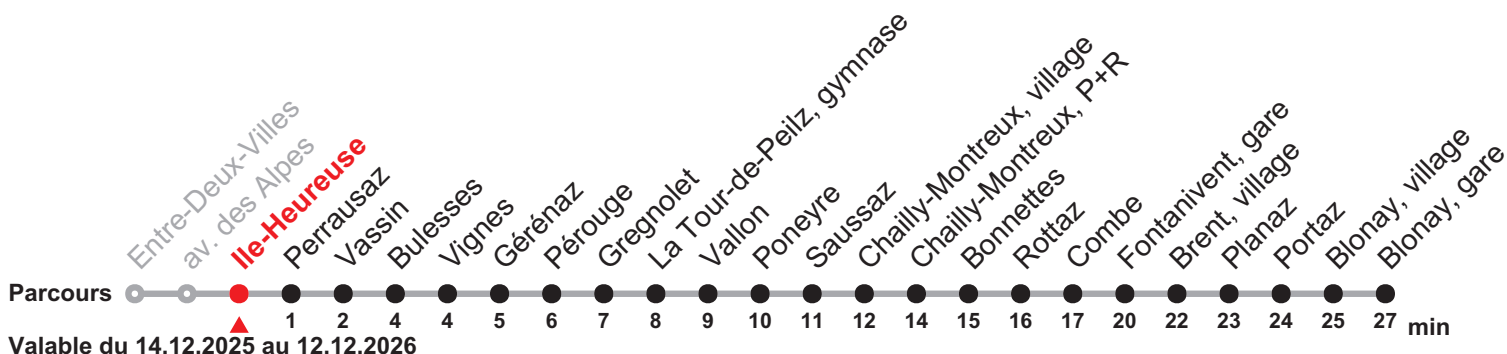 Entre-Deux-Villes
av. des Alpes
Ile-Heureuse
Perrausaz
Vassin
Bulesses
Vignes
Gérénaz
Pérouge
Gregnolet
La Tour-de-Peilz, gymnase
Vallon
Poneyre
Saussaz
Chailly-Montreux, village
Chailly-Montreux, P+R
Bonnettes
Rottaz
Combe
Fontanivent, gare
Brent, village
Planaz
Portaz
Blonay, village
Blonay, gare
Parcours
1 2 4 4 5 6 7 8 9 10 11 12 14 15 16 17 20 22 23 24 25 27 min
Valable du 14.12.2025 au 12.12.2026